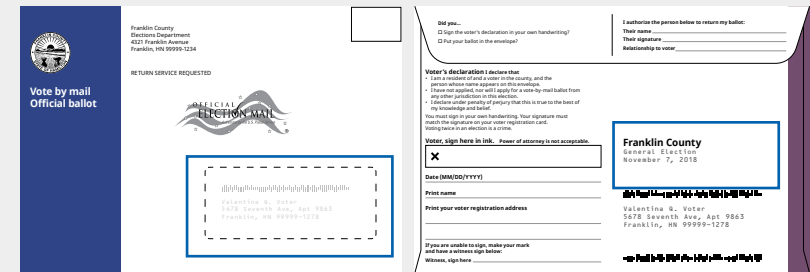 Vote by mail
Official ballot
Franklin County
Elections Department
4321 Franklin Avenue
Franklin, HN 99999-1234
RETURN SERVICE REQUESTED
OFFICIAL
ELECTION MAIL
Valentina Q. Voter
5678 Seventh Ave, Apt 9863
Franklin, HN 99999-1278
Did you...
Sign the voter's declaration in your own handwriting?
Put your ballot in the envelope?
I authorize the person below to return my ballot:
Their name
Their signature
Relationship to voter
Voter's declaration I declare that
• I am a resident of and a voter in the county, and the
person whose name appears on this envelope.
• I have not applied, nor will I apply for a vote-by-mail ballot from
any other jurisdiction in this election.
• I declare under penalty of perjury that this is true to the best of
my knowledge and belief.
You must sign in your own handwriting. Your signature must
match the signature on your voter registration card.
Voting twice in an election is a crime.
Voter, sign here in ink. Power of attorney is not acceptable.
Date (MM/DD/YYYY)
Print name
Print your voter registration address
If you are unable to sign, make your mark
and have a witness sign below:
Witness, sign here
Franklin County
General Election
November 7, 2018
Valentina Q. Voter
5678 Seventh Ave, Apt 9863
Franklin, HN 99999-1278